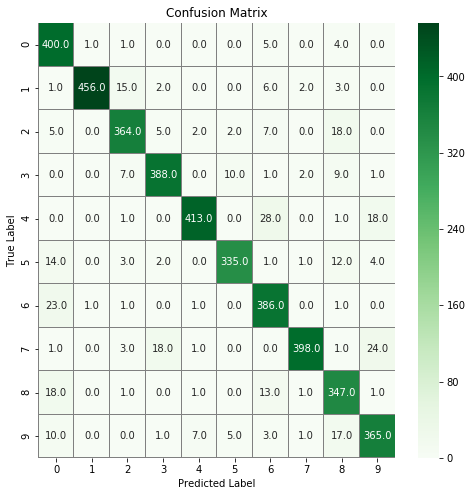 Confusion Matrix
0 400.0 1.0 1.0 0.0 0.0 0.0 5.0 0.0 4.0 0.0
1 1.0 456.0 15.0 2.0 0.0 0.0 6.0 2.0 3.0 0.0
2 5.0 0.0 364.0 5.0 2.0 2.0 7.0 0.0 18.0 0.0
3 0.0 0.0 7.0 388.0 0.0 10.0 1.0 2.0 9.0 1.0
4 0.0 0.0 1.0 0.0 413.0 0.0 28.0 0.0 1.0 18.0
5 14.0 0.0 3.0 2.0 0.0 335.0 1.0 1.0 12.0 4.0
6 23.0 1.0 1.0 0.0 1.0 0.0 386.0 0.0 1.0 0.0
7 1.0 0.0 3.0 18.0 1.0 0.0 0.0 398.0 1.0 24.0
8 18.0 0.0 1.0 0.0 1.0 0.0 13.0 1.0 347.0 1.0
9 10.0 0.0 0.0 1.0 7.0 5.0 3.0 1.0 17.0 365.0
0 1 2 3 4 5 6 7 8 9
Predicted Label
True Label
400
320
240
160
80
0